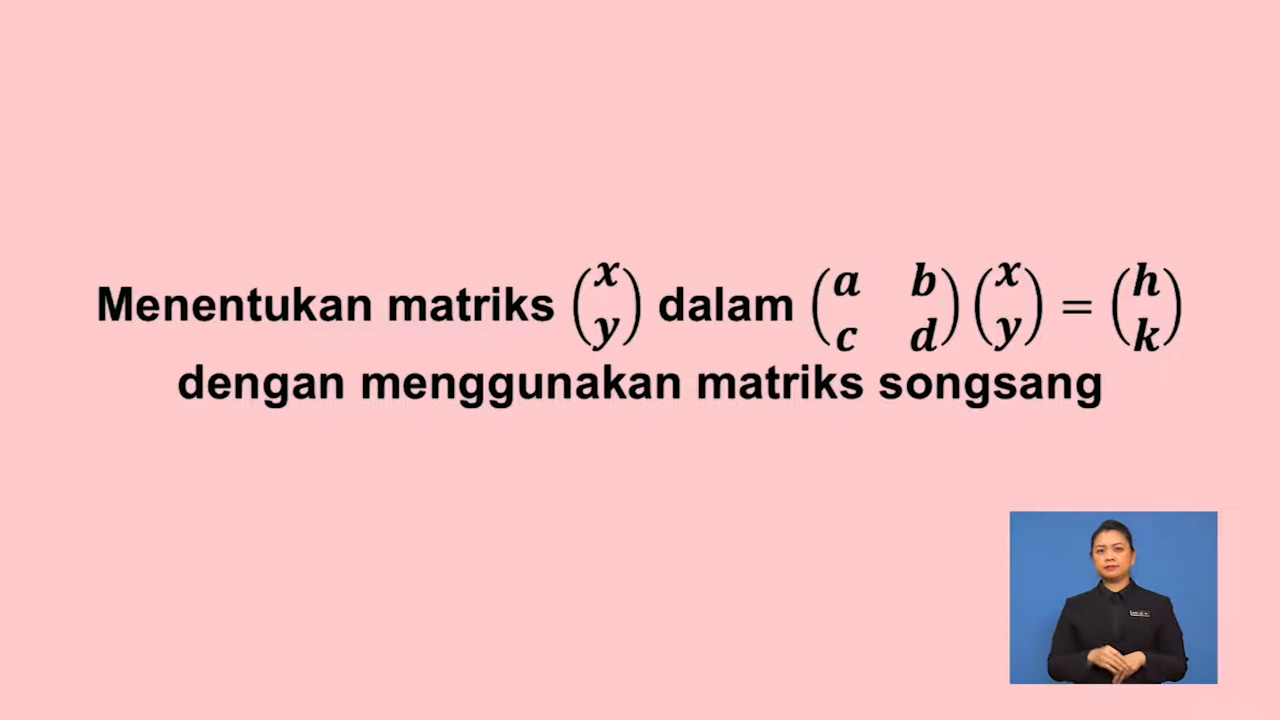 Menentukan matriks (x y) dalam (a b c d)(x y) = (h k)
dengan menggunakan matriks songsang